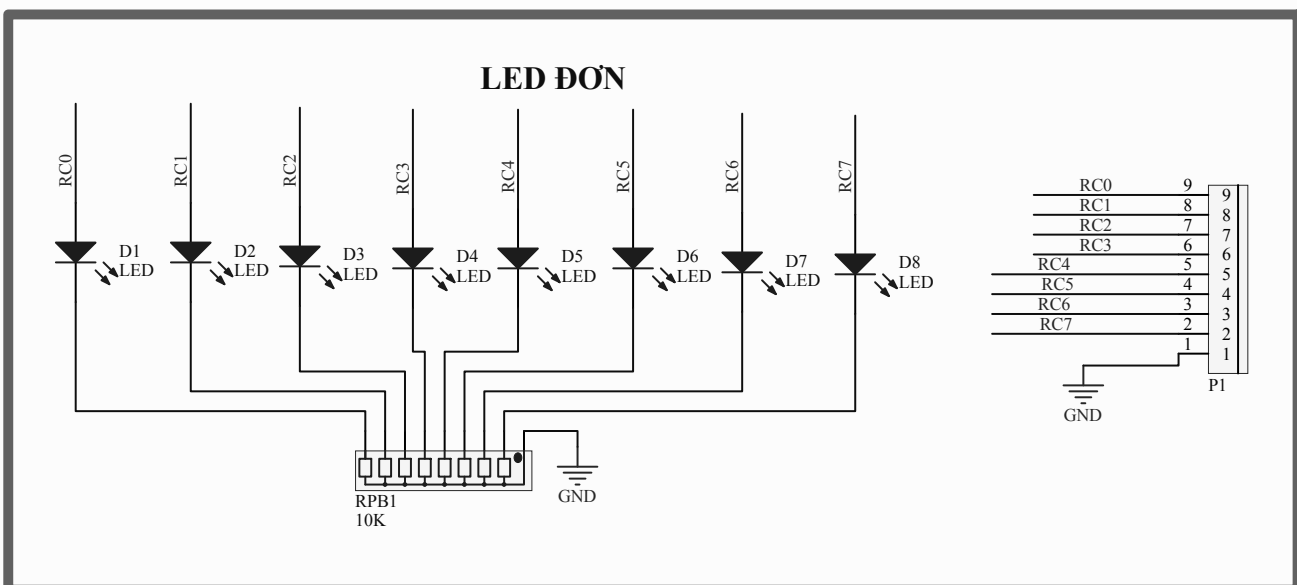 LED ĐƠN
RC0
RC1
RC2
RC3
RC4
RC5
RC6
RC7
D1
LED
D2
LED
D3
LED
D4
LED
D5
LED
D6
LED
D7
LED
D8
LED
RPB1
10K
GND
RC0 9 9
RC1 8 8
RC2 7 7
RC3 6 6
RC4 5 5
RC5 4 4
RC6 3 3
RC7 2 2
1 1
P1
GND